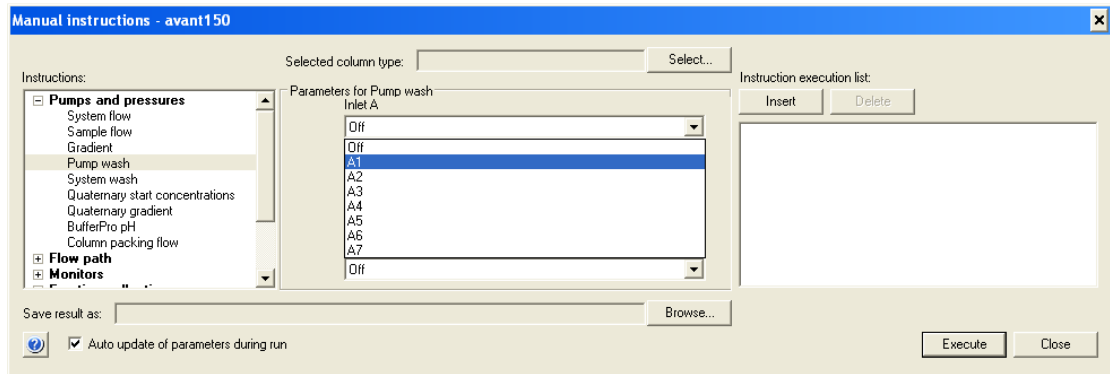 Manual instructions - avant150
Selected column type:
Select...
Instructions:
Pumps and pressures
System flow
Sample flow
Gradient
Pump wash
System wash
Quaternary start concentrations
Quaternary gradient
BufferPro pH
Column packing flow
Flow path
Monitors
Parameters for Pump wash
Inlet A
Off
Off
A1
A2
A3
A4
A5
A6
A7
Off
Instruction execution list:
Insert
Delete
Save result as:
Browse...
Auto update of parameters during run
Execute
Close